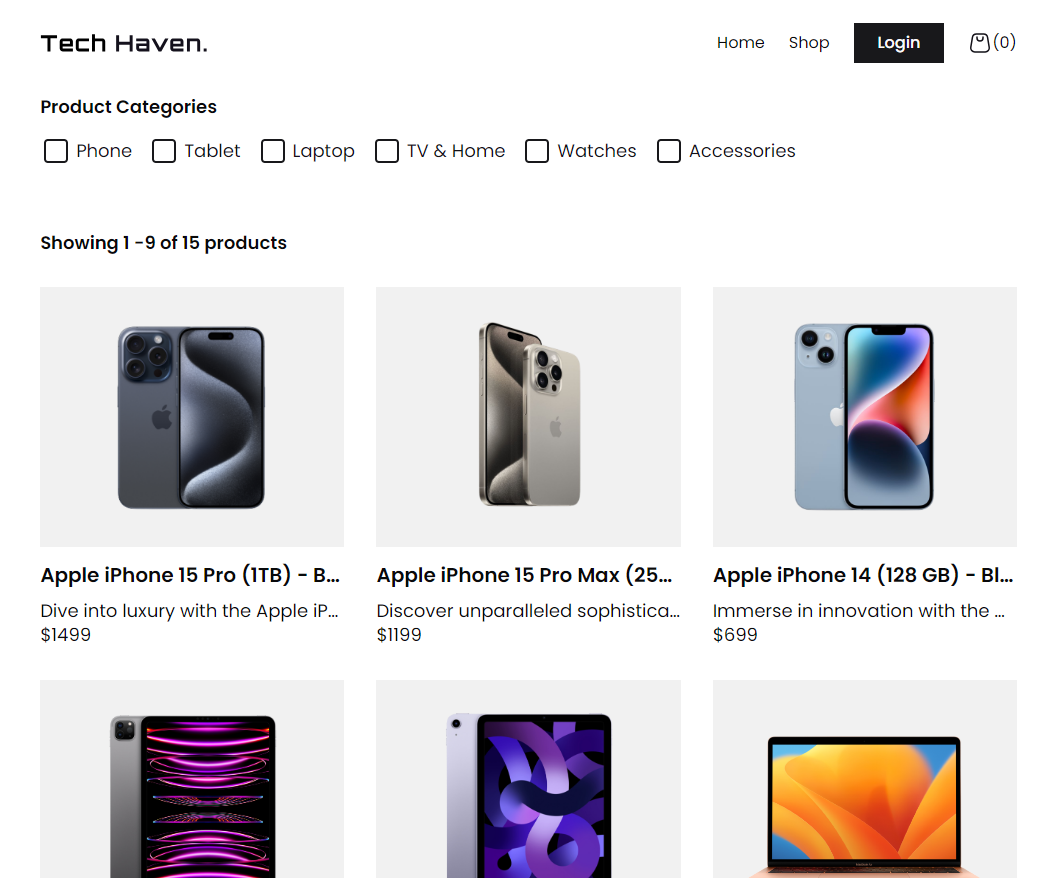 Tech Haven.
Home Shop Login (0)
Product Categories
Phone Tablet Laptop TV & Home Watches Accessories
Showing 1 -9 of 15 products
Apple iPhone 15 Pro (1TB) - B...
Dive into luxury with the Apple iP...
$1499
Apple iPhone 15 Pro Max (25...
Discover unparalleled sophistica...
$1199
Apple iPhone 14 (128 GB) - Bl...
Immerse in innovation with the ...
$699